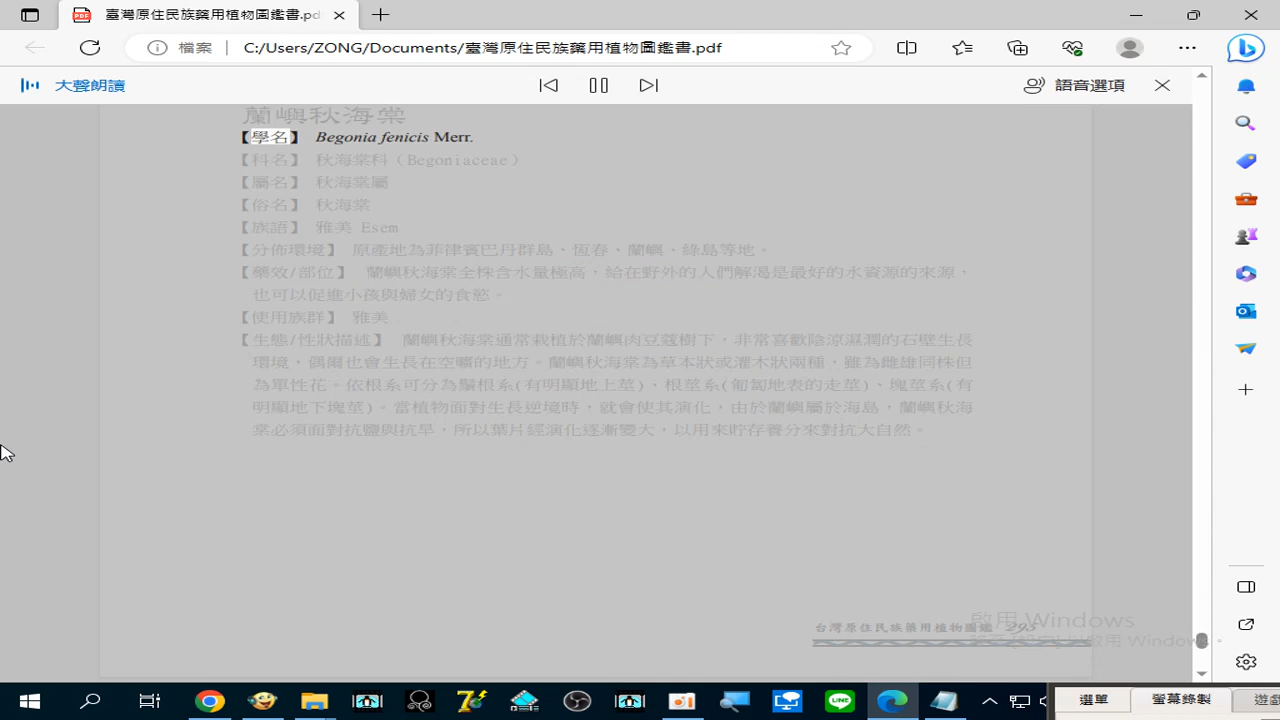 臺灣原住民族藥用植物圖鑑書.pd
檔案 C:/Users/ZONG/Documents/臺灣原住民族藥用植物圖鑑書.pdf
大聲朗讀
語音選項
蘭嶼秋海棠
【學名】 Begonia fenicis Merr.
【科名】 秋海棠科（Begoniaceae）
【屬名】 秋海棠屬
【俗名】 秋海棠
【族語】 雅美 Esem
【分佈環境】 原產地為菲律賓巴丹群島、恆春、蘭嶼、綠島等地。
【藥效/部位】 蘭嶼秋海棠全株含水量極高，給在野外的人們解渴是最好的水資源的來源，
也可以促進小孩與婦女的食慾。
【使用族群】 雅美
【生態/性狀描述】 蘭嶼秋海棠通常栽植於蘭嶼肉豆蔻樹下，非常喜歡陰涼濕潤的石壁生長
環境，偶爾也會生長在空曠的地方。蘭嶼秋海棠為草本狀或灌木狀兩種，雖為雌雄同株但
為單性花。依根系可分為鬚根系(有明顯地上莖)、根莖系(葡匐地表的走莖)、塊莖系(有
明顯地下塊莖)。當植物面對生長逆境時，就會使其演化，由於蘭嶼屬於海島，蘭嶼秋海
棠必須面對抗鹽與抗旱，所以葉片經演化逐漸變大，以用來貯存養分來對抗大自然。
啟用 Windows
台灣原住民族藥用植物圖鑑 295
啟用 Windows。
選單
螢幕錄製
遊戲